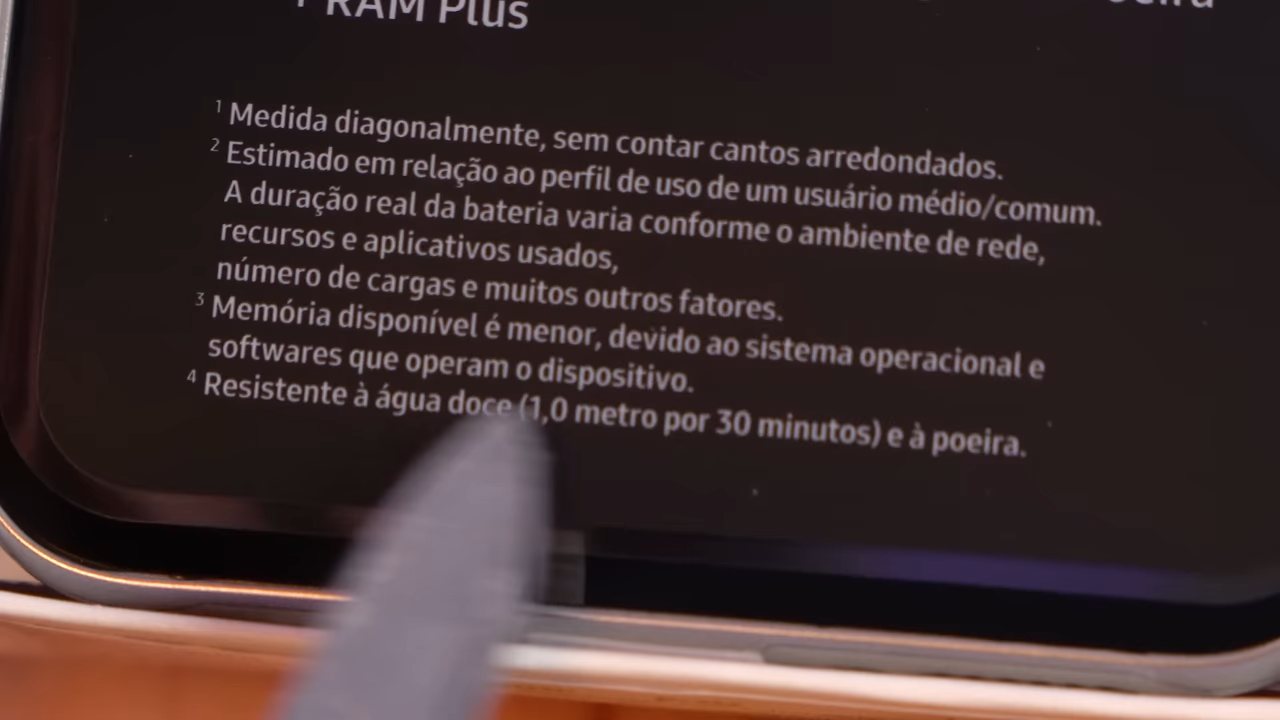 RAM Plus
¹ Medida diagonalmente, sem contar cantos arredondados.
² Estimado em relação ao perfil de uso de um usuário médio/comum.
A duração real da bateria varia conforme o ambiente de rede,
recursos e aplicativos usados,
número de cargas e muitos outros fatores.
³ Memória disponível é menor, devido ao sistema operacional e
softwares que operam o dispositivo.
⁴ Resistente à água doce (1,0 metro por 30 minutos) e à poeira.